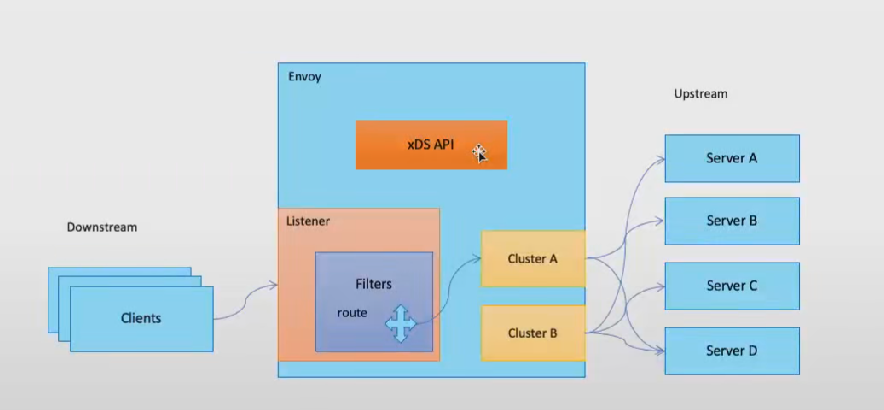 Envoy
xDS API
Upstream
Server A
Server B
Server C
Server D
Listener
Filters
route
Cluster A
Cluster B
Downstream
Clients